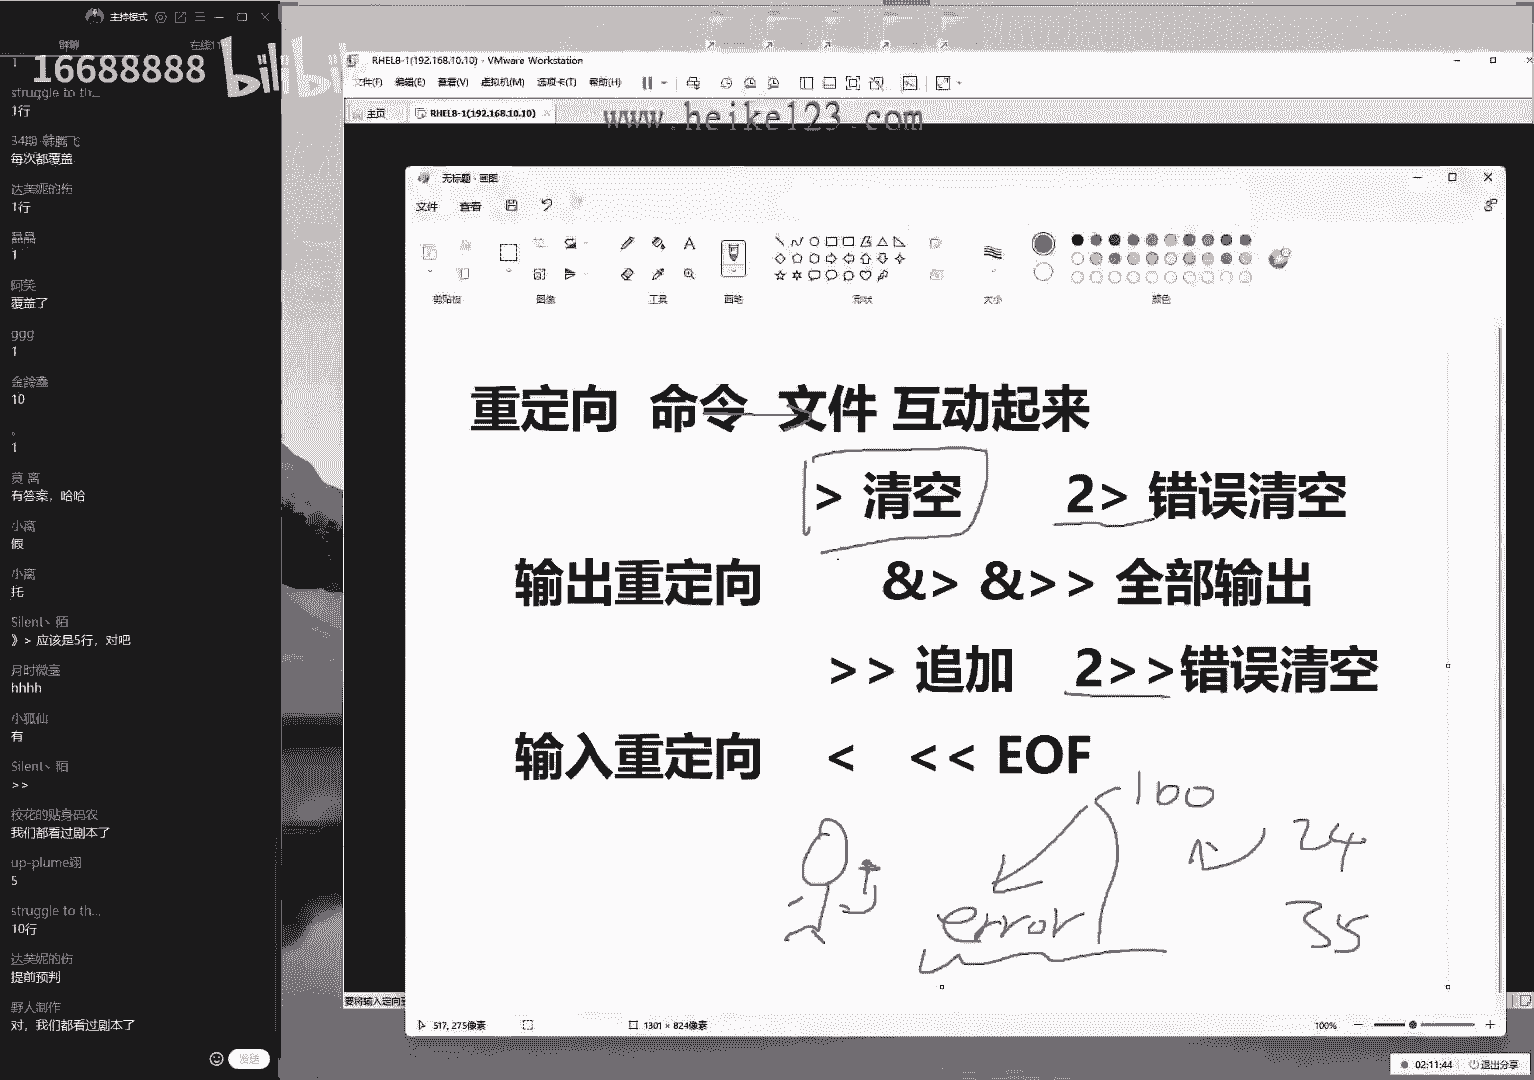 主持模式
群聊
在线1
16688888
bilibili
1
struggle to th...
1行
34期-韩腾飞
每次都覆盖
达芙妮的伤
1行
晶晶
1
阿笑
覆盖了
ggg
1
10
。
1
黄 离
有答案，哈哈
小离
假
小离
托
Silent丶 陌
》> 应该是5行，对吧
hhhh
小狐仙
有
Silent丶 陌
>>
校花的贴身码农
我们都看过剧本了
up-plume翊
5
struggle to th...
10行
达芙妮的伤
提前预判
野人制作
对，我们都看过剧本了
发送
RHEL8-1(192.168.10.10) - VMware Workstation
文件(F) 编辑(E) 查看(V) 虚拟机(M) 选项卡(T) 帮助(H)
主页 RHEL8-1(192.168.10.10)
www.heike123.com
无标题 - 画图
文件 查看
剪贴板 图像 工具 画笔 形状 大小 颜色
重定向 命令 文件 互动起来
> 清空 2> 错误清空
输出重定向 &> &>> 全部输出
>> 追加 2>>错误清空
输入重定向 < << EOF
100
24
error
35
要将输入定向到
517, 275像素 1301 × 824像素 100%
02:11:44 退出分享